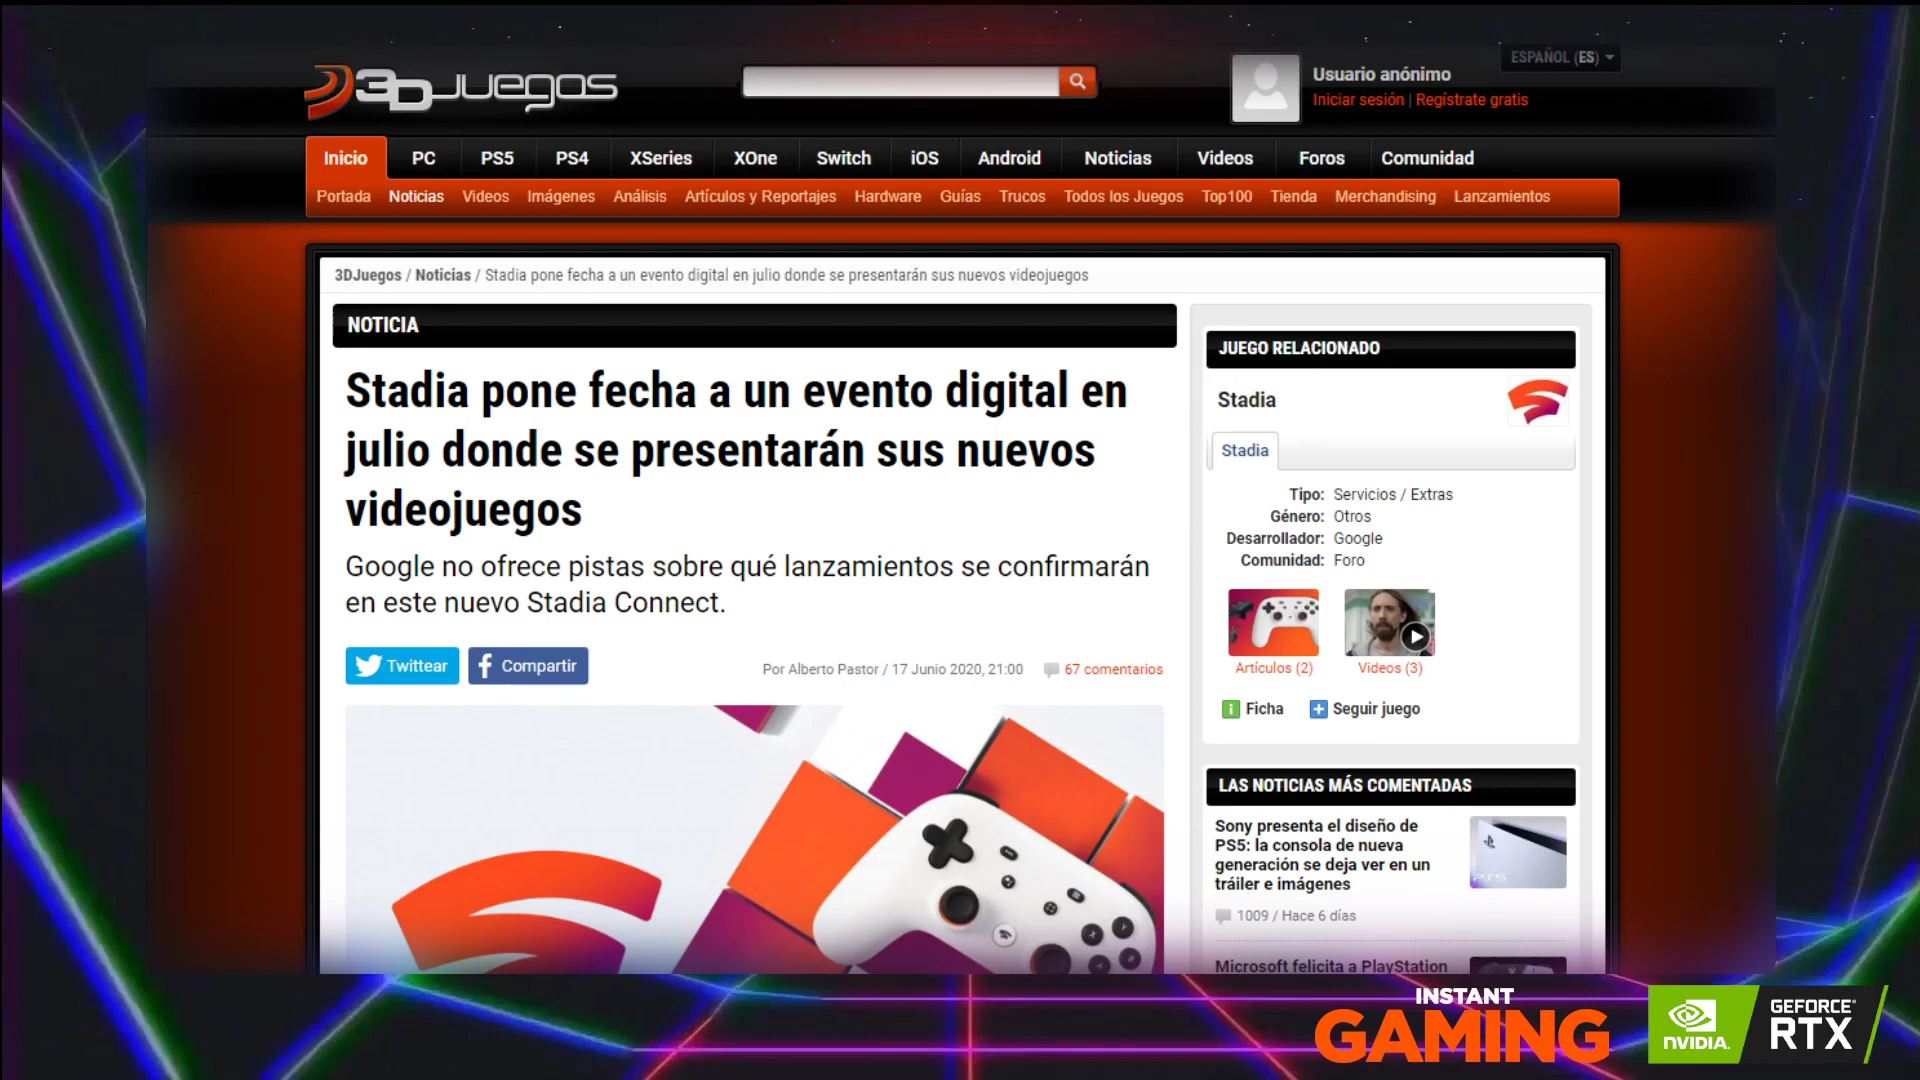 3DJuegos
ESPAÑOL (ES)
Usuario anónimo
Iniciar sesión | Regístrate gratis
Inicio PC PS5 PS4 XSeries XOne Switch iOS Android Noticias Videos Foros Comunidad
Portada Noticias Videos Imágenes Análisis Artículos y Reportajes Hardware Guías Trucos Todos los Juegos Top100 Tienda Merchandising Lanzamientos
3DJuegos / Noticias / Stadia pone fecha a un evento digital en julio donde se presentarán sus nuevos videojuegos
NOTICIA
Stadia pone fecha a un evento digital en
julio donde se presentarán sus nuevos
videojuegos
Google no ofrece pistas sobre qué lanzamientos se confirmarán
en este nuevo Stadia Connect.
Twittear Compartir
Por Alberto Pastor / 17 Junio 2020, 21:00 67 comentarios
JUEGO RELACIONADO
Stadia
Stadia
Tipo: Servicios / Extras
Género: Otros
Desarrollador: Google
Comunidad: Foro
Artículos (2) Videos (3)
Ficha Seguir juego
LAS NOTICIAS MÁS COMENTADAS
Sony presenta el diseño de
PS5: la consola de nueva
generación se deja ver en un
tráiler e imágenes
PS5
1009 / Hace 6 días
Microsoft felicita a PlayStation
INSTANT
GAMING
NVIDIA.
GEFORCE
RTX